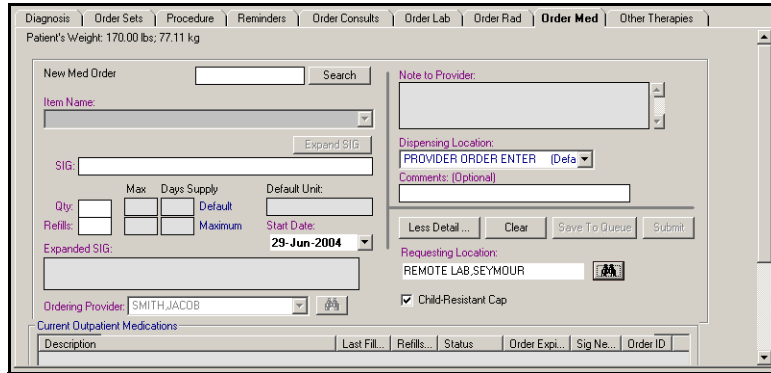 Diagnosis Order Sets Procedure Reminders Order Consults Order Lab Order Rad Order Med Other Therapies
Patient's Weight: 170.00 lbs; 77.11 kg
New Med Order Search
Item Name:
Expand SIG
SIG:
Max Days Supply Default Unit:
Qty: Default
Refills: Maximum Start Date:
29-Jun-2004
Expanded SIG:
Ordering Provider: SMITH,JACOB
Note to Provider:
Dispensing Location:
PROVIDER ORDER ENTER (Defa
Comments: (Optional)
Less Detail ... Clear Save To Queue Submit
Requesting Location:
REMOTE LAB,SEYMOUR
Child-Resistant Cap
Current Outpatient Medications
Description Last Fill... Refills... Status Order Expi... Sig Ne... Order ID